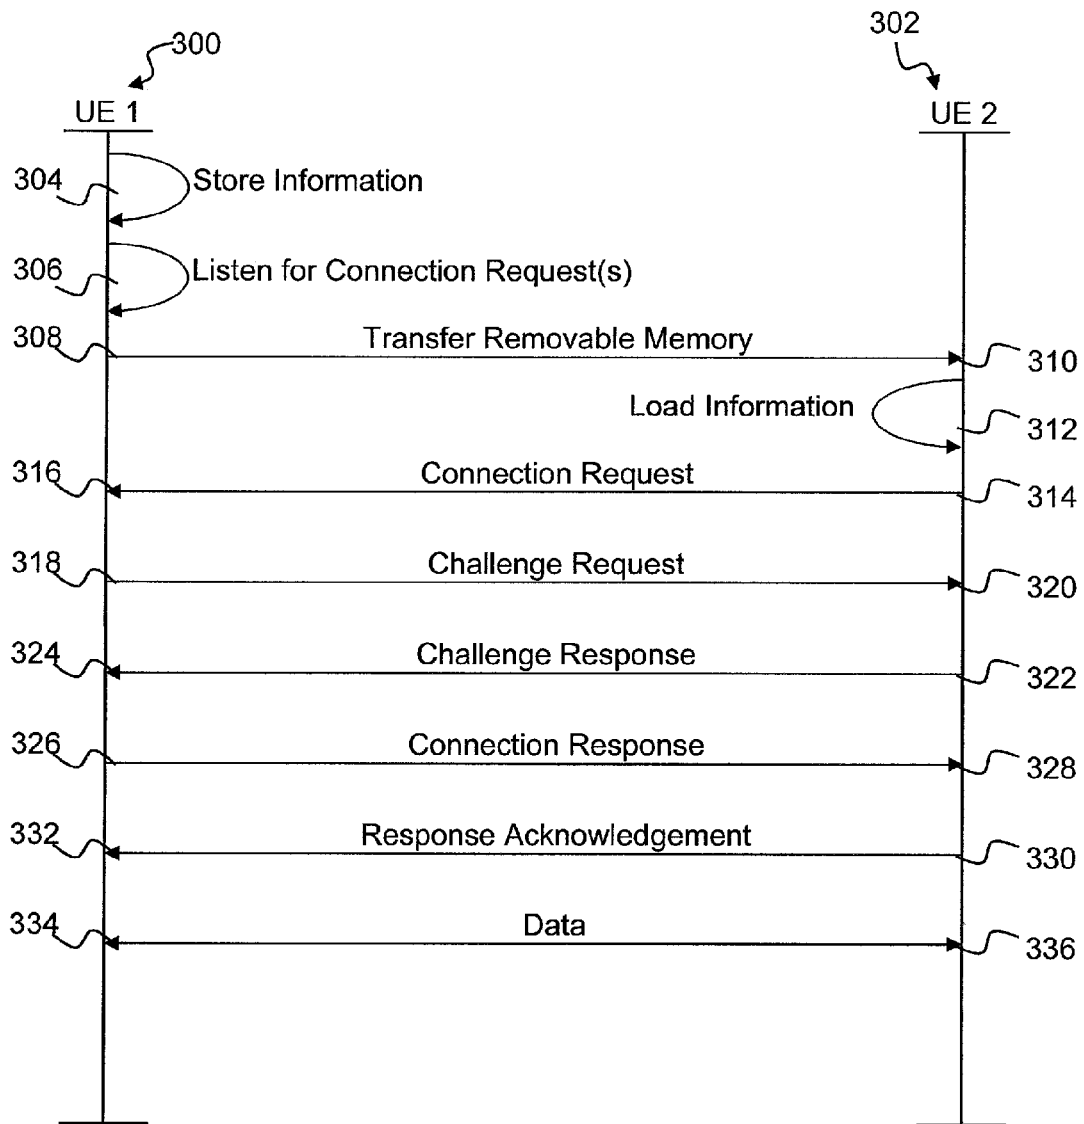 300
302
UE 1
UE 2
304
Store Information
306
Listen for Connection Request(s)
308
Transfer Removable Memory
310
Load Information
312
316
Connection Request
314
318
Challenge Request
320
324
Challenge Response
322
326
Connection Response
328
332
Response Acknowledgement
330
334
Data
336